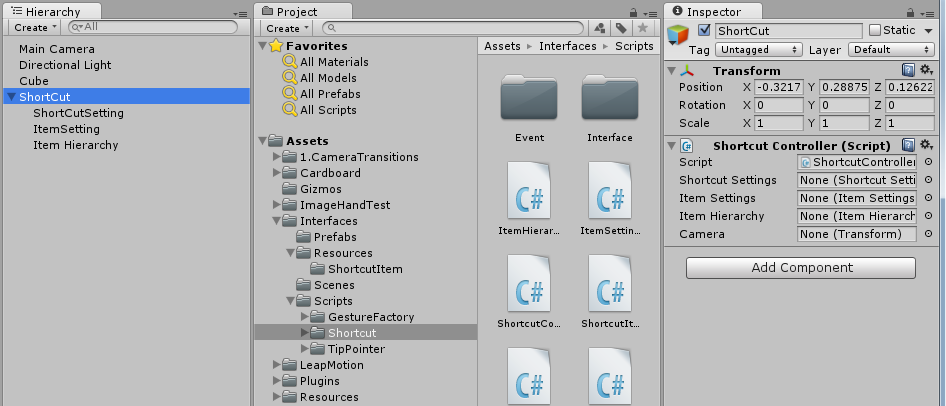 Hierarchy
Create
All
Main Camera
Directional Light
Cube
ShortCut
ShortCutSetting
ItemSetting
Item Hierarchy
Project
Create
Favorites
All Materials
All Models
All Prefabs
All Scripts
Assets
1.CameraTransitions
Cardboard
Gizmos
ImageHandTest
Interfaces
Prefabs
Resources
ShortcutItem
Scenes
Scripts
GestureFactory
Shortcut
TipPointer
LeapMotion
Plugins
Resources
Assets Interfaces Scripts
Event Interface
C# C#
ItemHierar... ItemSettin...
C# C#
ShortcutCo... ShortcutIt...
C# C#
Inspector
ShortCut Static
Tag Untagged Layer Default
Transform
Position X -0.3217 Y 0.28875 Z 0.12622
Rotation X 0 Y 0 Z 0
Scale X 1 Y 1 Z 1
Shortcut Controller (Script)
Script ShortcutController
Shortcut Settings None (Shortcut Setti
Item Settings None (Item Settings
Item Hierarchy None (Item Hierarch
Camera None (Transform)
Add Component